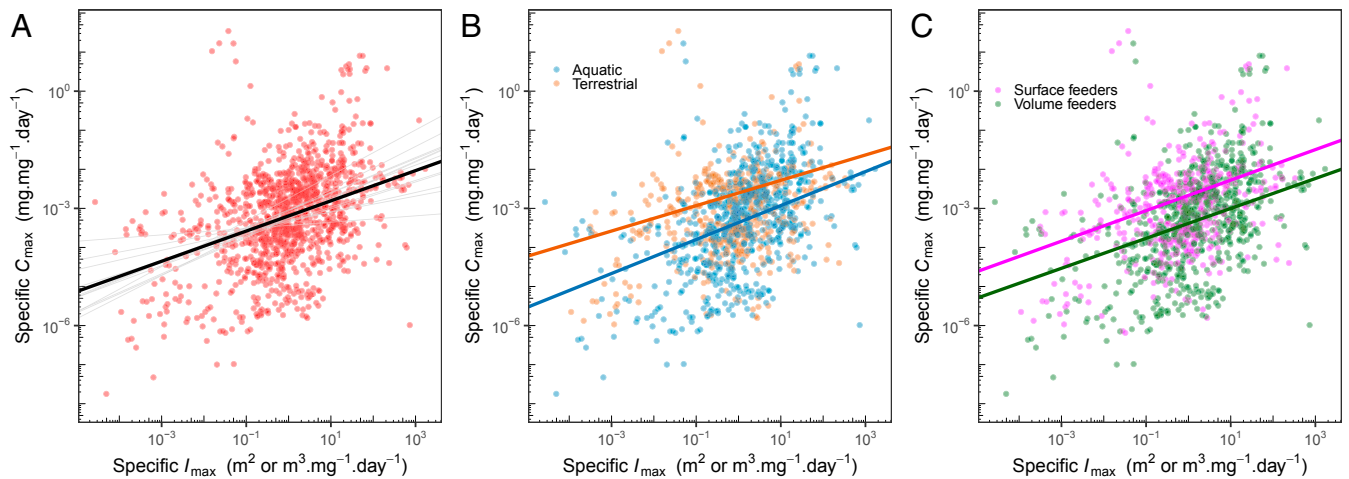 A
Specific C max (mg.mg⁻¹.day⁻¹)
10⁰
10⁻³
10⁻⁶
10⁻³ 10⁻¹ 10¹ 10³
Specific I max (m² or m³.mg⁻¹.day⁻¹)
B
Aquatic
Terrestrial
Specific C max (mg.mg⁻¹.day⁻¹)
10⁰
10⁻³
10⁻⁶
10⁻³ 10⁻¹ 10¹ 10³
Specific I max (m² or m³.mg⁻¹.day⁻¹)
C
Surface feeders
Volume feeders
Specific C max (mg.mg⁻¹.day⁻¹)
10⁰
10⁻³
10⁻⁶
10⁻³ 10⁻¹ 10¹ 10³
Specific I max (m² or m³.mg⁻¹.day⁻¹)